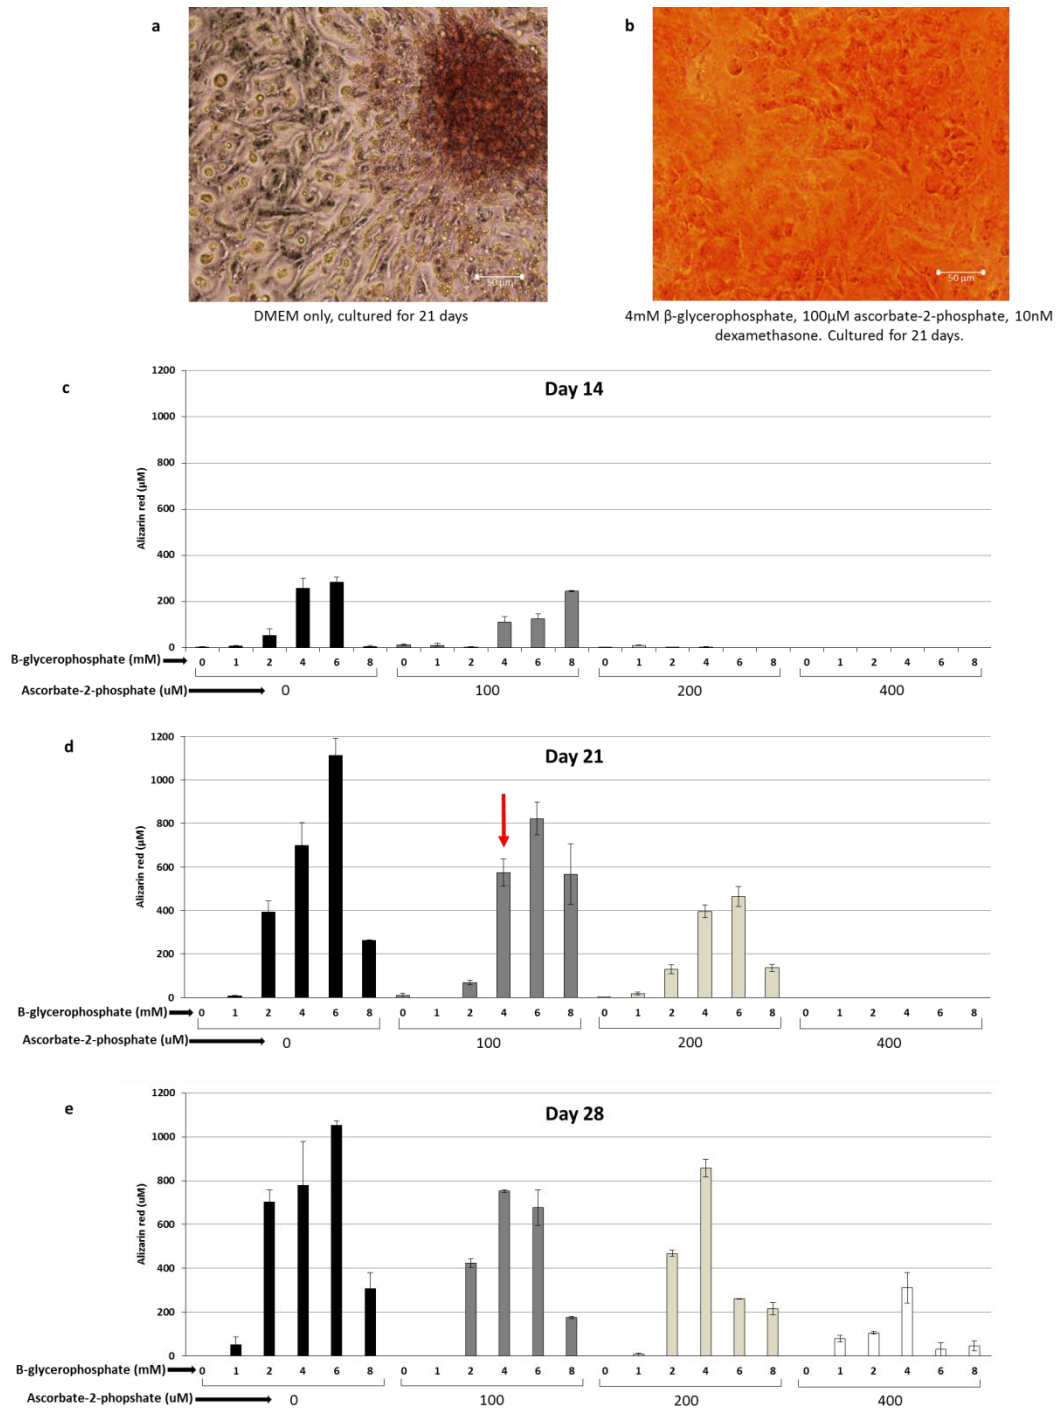 a
b
50 µm
50 µm
DMEM only, cultured for 21 days
4mM β-glycerophosphate, 100µM ascorbate-2-phosphate, 10nM
dexamethasone. Cultured for 21 days.
c
Day 14
Alizarin red (µM)
1200
1000
800
600
400
200
0
B-glycerophosphate (mM)
0 1 2 4 6 8 0 1 2 4 6 8 0 1 2 4 6 8 0 1 2 4 6 8
Ascorbate-2-phosphate (uM)
0 100 200 400
d
Day 21
Alizarin red (µM)
1200
1000
800
600
400
200
0
B-glycerophosphate (mM)
0 1 2 4 6 8 0 1 2 4 6 8 0 1 2 4 6 8 0 1 2 4 6 8
Ascorbate-2-phosphate (uM)
0 100 200 400
e
Day 28
Alizarin red (uM)
1200
1000
800
600
400
200
0
B-glycerophosphate (mM)
0 1 2 4 6 8 0 1 2 4 6 8 0 1 2 4 6 8 0 1 2 4 6 8
Ascorbate-2-phopshate (uM)
0 100 200 400